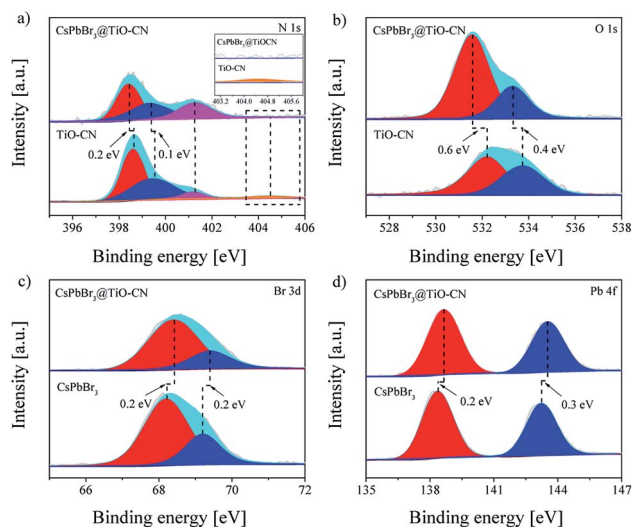 a)
N 1s
CsPbBr3@TiO-CN
CsPbBr3@TiOCN
TiO-CN
403.2 404.0 404.8 405.6
TiO-CN
0.2 eV
0.1 eV
Intensity [a.u.]
396 398 400 402 404 406
Binding energy [eV]
b)
O 1s
CsPbBr3@TiO-CN
TiO-CN
0.6 eV
0.4 eV
Intensity [a.u.]
528 530 532 534 536 538
Binding energy [eV]
c)
Br 3d
CsPbBr3@TiO-CN
CsPbBr3
0.2 eV
0.2 eV
Intensity [a.u.]
66 68 70 72
Binding energy [eV]
d)
Pb 4f
CsPbBr3@TiO-CN
CsPbBr3
0.2 eV
0.3 eV
Intensity [a.u.]
135 138 141 144 147
Binding energy [eV]